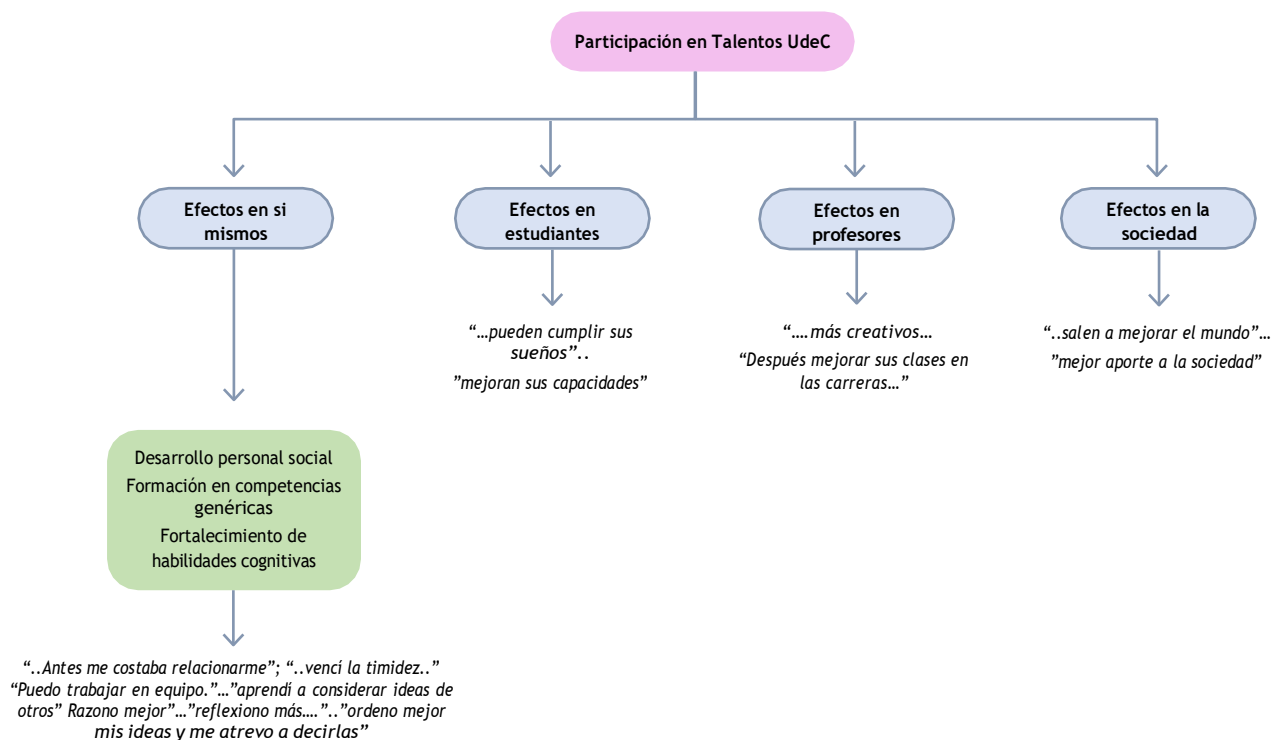 Participación en Talentos UdeC
Efectos en si
mismos
Efectos en
estudiantes
Efectos en
profesores
Efectos en la
sociedad
“…pueden cumplir sus
sueños”..
”mejoran sus capacidades”
“….más creativos…
“Después mejorar sus clases en
las carreras…”
“..salen a mejorar el mundo”…
”mejor aporte a la sociedad”
Desarrollo personal social
Formación en competencias
genéricas
Fortalecimiento de
habilidades cognitivas
“..Antes me costaba relacionarme”; “..vencí la timidez..”
“Puedo trabajar en equipo.”…”aprendí a considerar ideas de
otros” Razono mejor”…”reflexiono más….”..”ordeno mejor
mis ideas y me atrevo a decirlas”